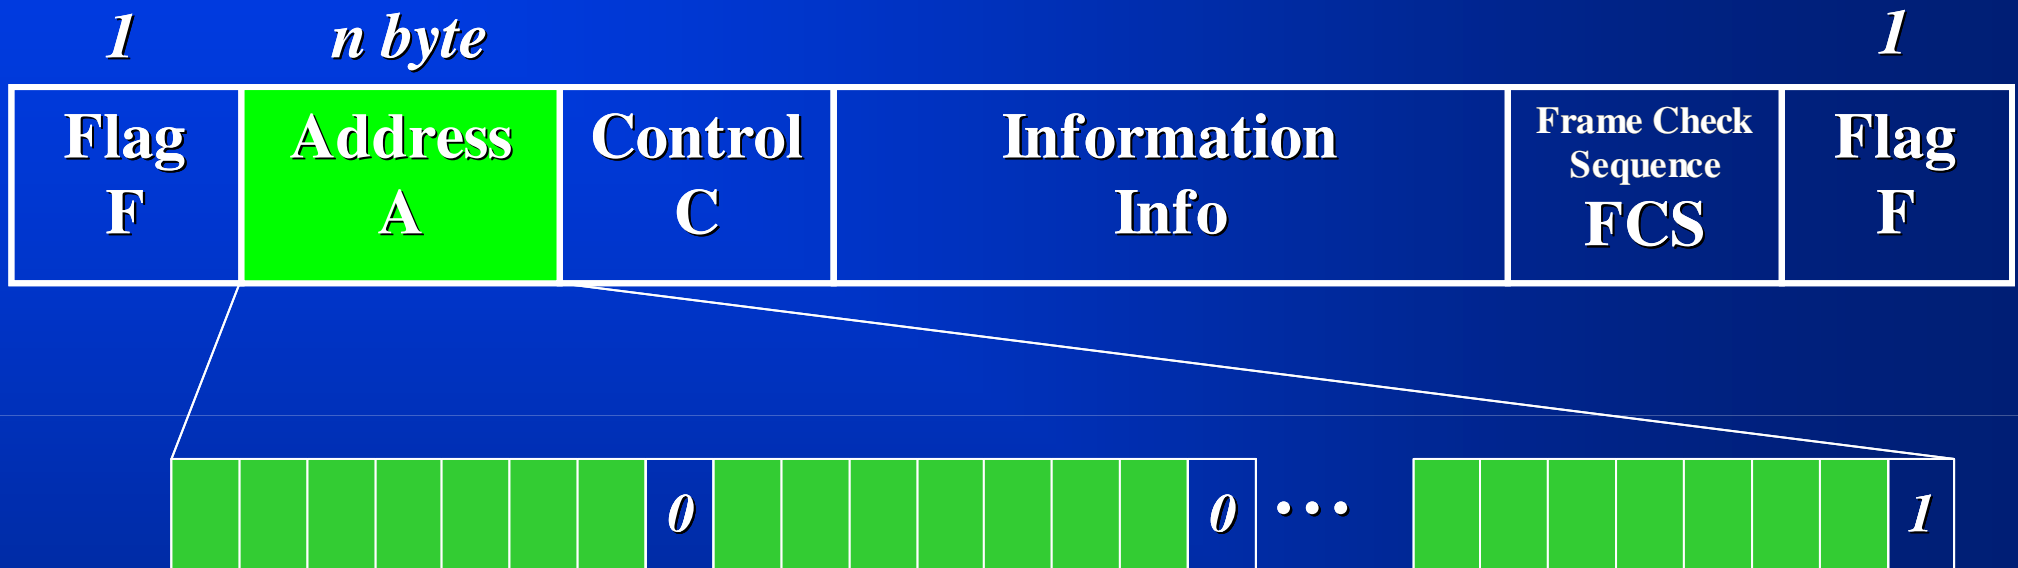 1 n byte 1
Flag Address Control Information Frame Check Sequence Flag
F A C Info FCS F
0 0 ... 1